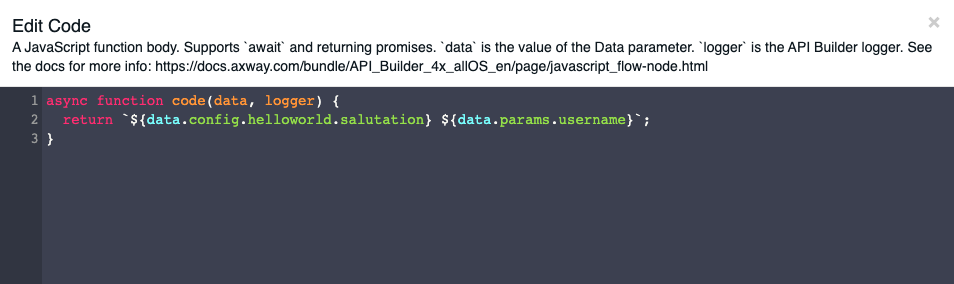 Edit Code
×
A JavaScript function body. Supports `await` and returning promises. `data` is the value of the Data parameter. `logger` is the API Builder logger. See
the docs for more info: https://docs.axway.com/bundle/API_Builder_4x_allOS_en/page/javascript_flow-node.html
1 async function code(data, logger) {
2   return `${data.config.helloworld.salutation} ${data.params.username}`;
3 }